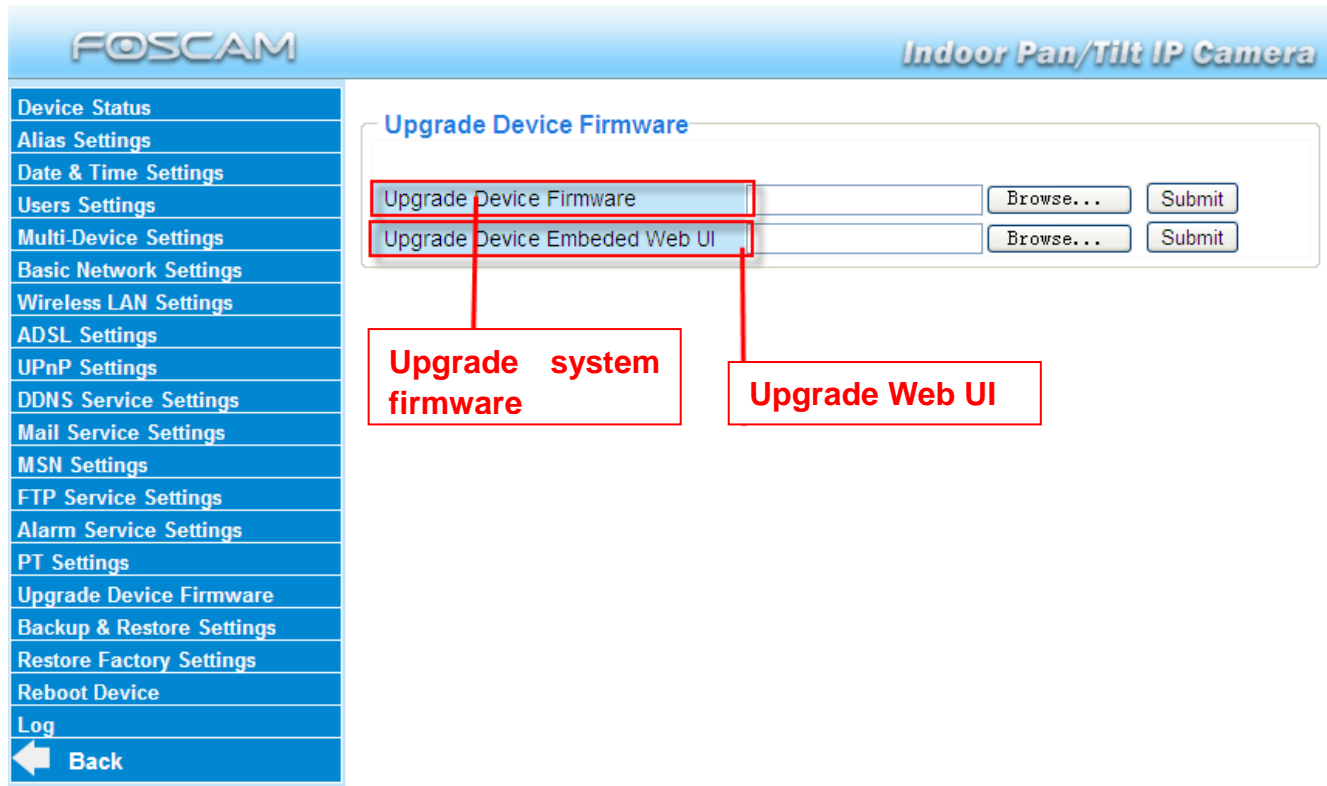 FOSCAM
Indoor Pan/Tilt IP Camera
Device Status
Alias Settings
Date & Time Settings
Users Settings
Multi-Device Settings
Basic Network Settings
Wireless LAN Settings
ADSL Settings
UPnP Settings
DDNS Service Settings
Mail Service Settings
MSN Settings
FTP Service Settings
Alarm Service Settings
PT Settings
Upgrade Device Firmware
Backup & Restore Settings
Restore Factory Settings
Reboot Device
Log
Back
Upgrade Device Firmware
Upgrade Device Firmware Browse... Submit
Upgrade Device Embeded Web UI Browse... Submit
Upgrade system
firmware
Upgrade Web UI